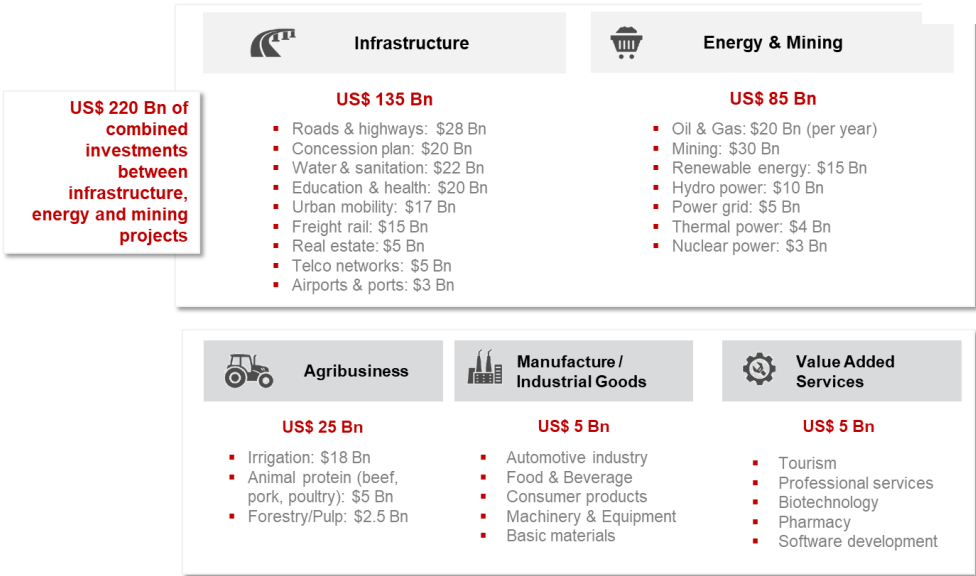 Infrastructure
Energy & Mining
US$ 220 Bn of
combined
investments
between
infrastructure,
energy and mining
projects
US$ 135 Bn
▪ Roads & highways: $28 Bn
▪ Concession plan: $20 Bn
▪ Water & sanitation: $22 Bn
▪ Education & health: $20 Bn
▪ Urban mobility: $17 Bn
▪ Freight rail: $15 Bn
▪ Real estate: $5 Bn
▪ Telco networks: $5 Bn
▪ Airports & ports: $3 Bn
US$ 85 Bn
▪ Oil & Gas: $20 Bn (per year)
▪ Mining: $30 Bn
▪ Renewable energy: $15 Bn
▪ Hydro power: $10 Bn
▪ Power grid: $5 Bn
▪ Thermal power: $4 Bn
▪ Nuclear power: $3 Bn
Agribusiness
US$ 25 Bn
▪ Irrigation: $18 Bn
▪ Animal protein (beef,
pork, poultry): $5 Bn
▪ Forestry/Pulp: $2.5 Bn
Manufacture /
Industrial Goods
US$ 5 Bn
▪ Automotive industry
▪ Food & Beverage
▪ Consumer products
▪ Machinery & Equipment
▪ Basic materials
Value Added
Services
US$ 5 Bn
▪ Tourism
▪ Professional services
▪ Biotechnology
▪ Pharmacy
▪ Software development